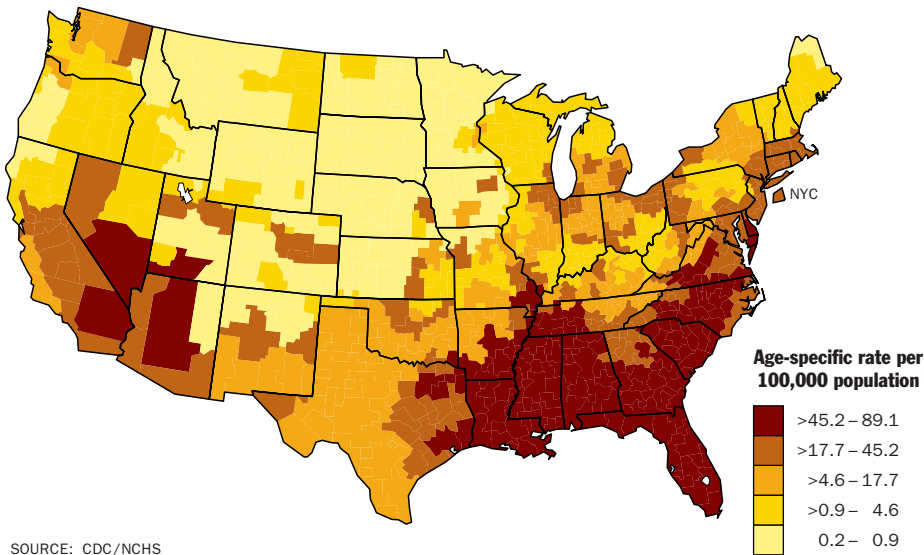 NYC
Age-specific rate per
100,000 population
>45.2–89.1
>17.7–45.2
>4.6–17.7
>0.9– 4.6
0.2– 0.9
SOURCE: CDC/NCHS